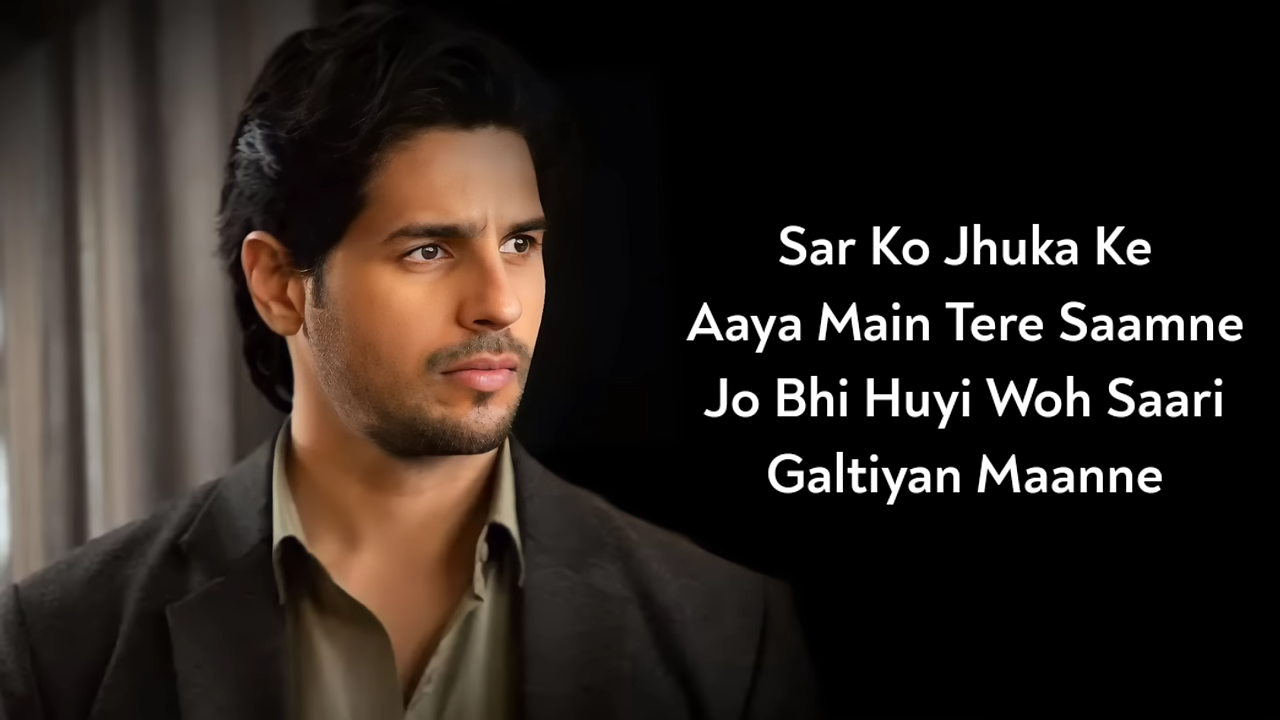 Sar Ko Jhuka Ke
Aaya Main Tere Saamne
Jo Bhi Huyi Woh Saari
Galtiyan Maanne